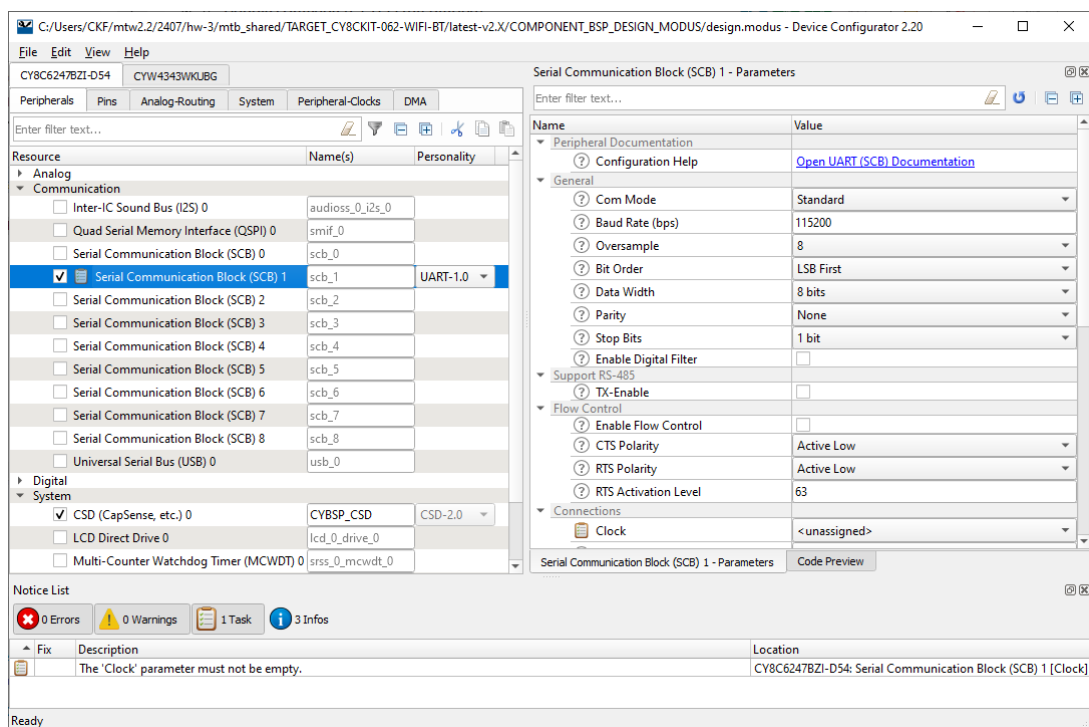 C:/Users/CKF/mtw2.2/2407/hw-3/mtb_shared/TARGET_CY8CKIT-062-WIFI-BT/latest-v2.X/COMPONENT_BSP_DESIGN_MODUS/design.modus - Device Configurator 2.20
File Edit View Help
CY8C6247BZI-D54 CYW4343WKUBG
Peripherals Pins Analog-Routing System Peripheral-Clocks DMA
Enter filter text...
Resource Name(s) Personality
Analog
Communication
Inter-IC Sound Bus (I2S) 0 audioss_0_i2s_0
Quad Serial Memory Interface (QSPI) 0 smif_0
Serial Communication Block (SCB) 0 scb_0
Serial Communication Block (SCB) 1 scb_1 UART-1.0
Serial Communication Block (SCB) 2 scb_2
Serial Communication Block (SCB) 3 scb_3
Serial Communication Block (SCB) 4 scb_4
Serial Communication Block (SCB) 5 scb_5
Serial Communication Block (SCB) 6 scb_6
Serial Communication Block (SCB) 7 scb_7
Serial Communication Block (SCB) 8 scb_8
Universal Serial Bus (USB) 0 usb_0
Digital
System
CSD (CapSense, etc.) 0 CYBSP_CSD CSD-2.0
LCD Direct Drive 0 lcd_0_drive_0
Multi-Counter Watchdog Timer (MCWDT) 0 srss_0_mcwdt_0
Serial Communication Block (SCB) 1 - Parameters
Enter filter text...
Name Value
Peripheral Documentation
Configuration Help Open UART (SCB) Documentation
General
Com Mode Standard
Baud Rate (bps) 115200
Oversample 8
Bit Order LSB First
Data Width 8 bits
Parity None
Stop Bits 1 bit
Enable Digital Filter
Support RS-485
TX-Enable
Flow Control
Enable Flow Control
CTS Polarity Active Low
RTS Polarity Active Low
RTS Activation Level 63
Connections
Clock <unassigned>
Serial Communication Block (SCB) 1 - Parameters Code Preview
Notice List
0 Errors 0 Warnings 1 Task 3 Infos
Fix Description Location
The 'Clock' parameter must not be empty. CY8C6247BZI-D54: Serial Communication Block (SCB) 1 [Clock]
Ready